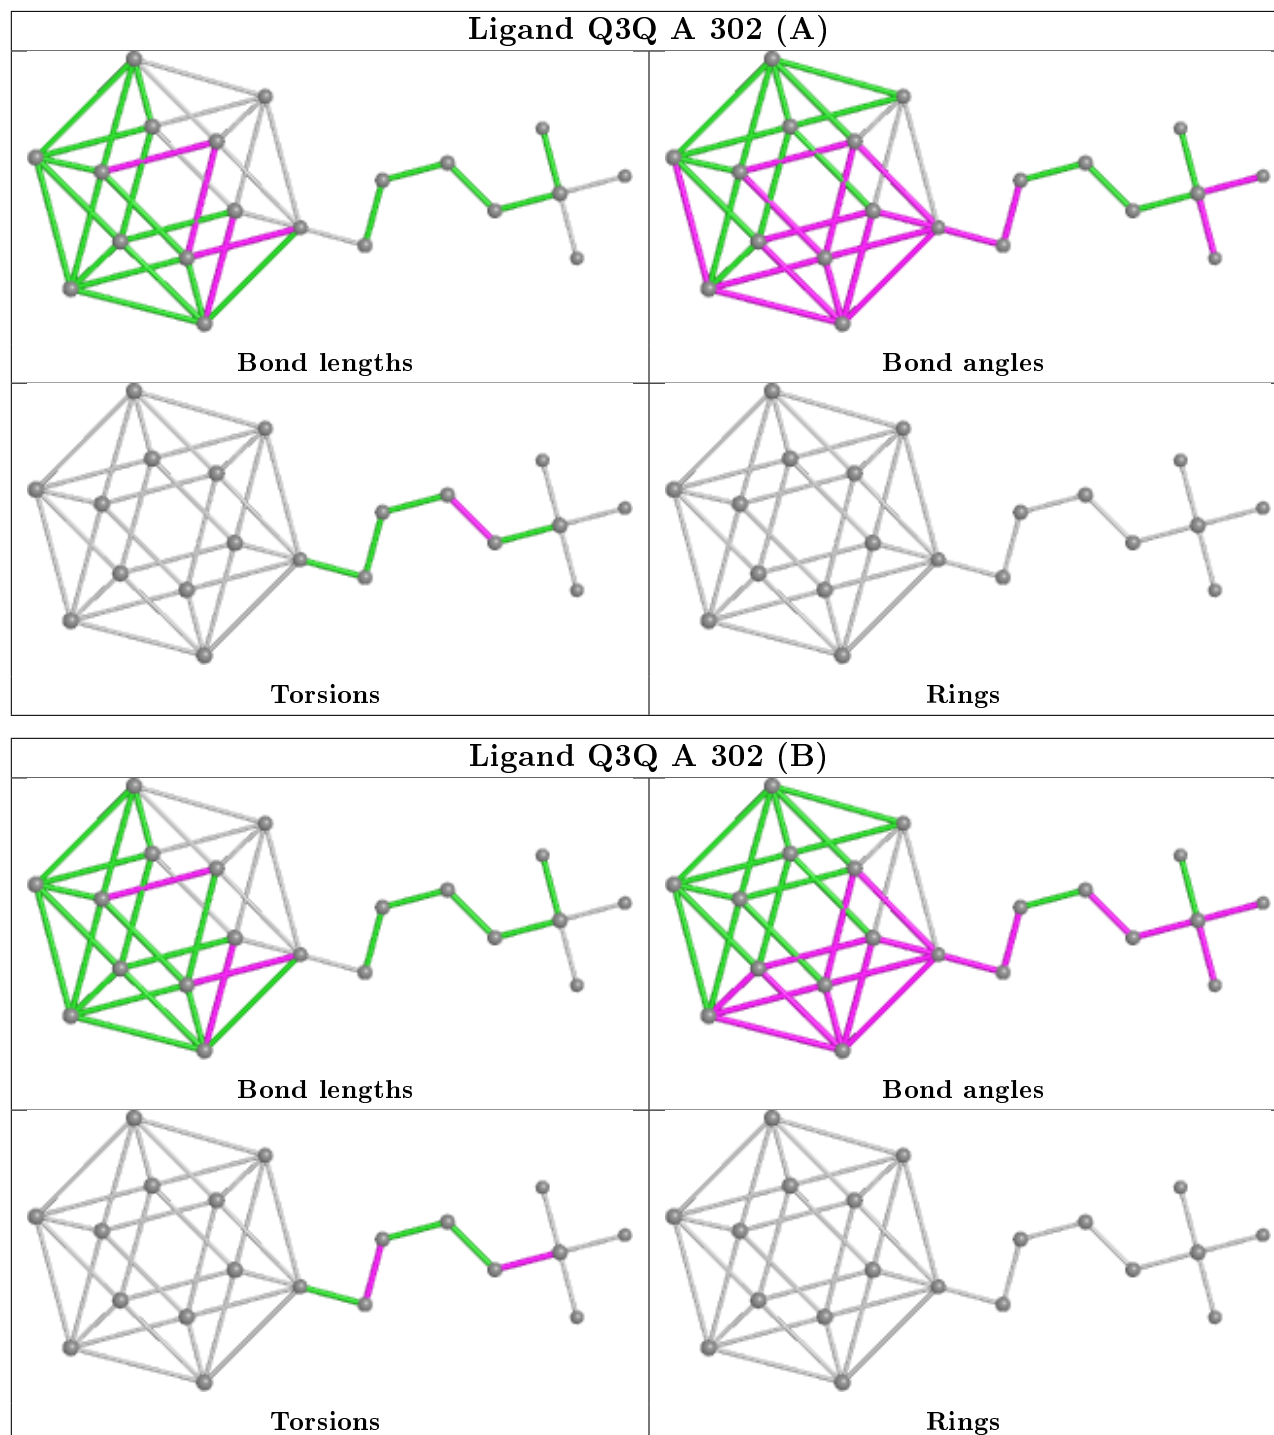 Ligand Q3Q A 302 (A)
Bond lengths
Bond angles
Torsions
Rings
Ligand Q3Q A 302 (B)
Bond lengths
Bond angles
Torsions
Rings